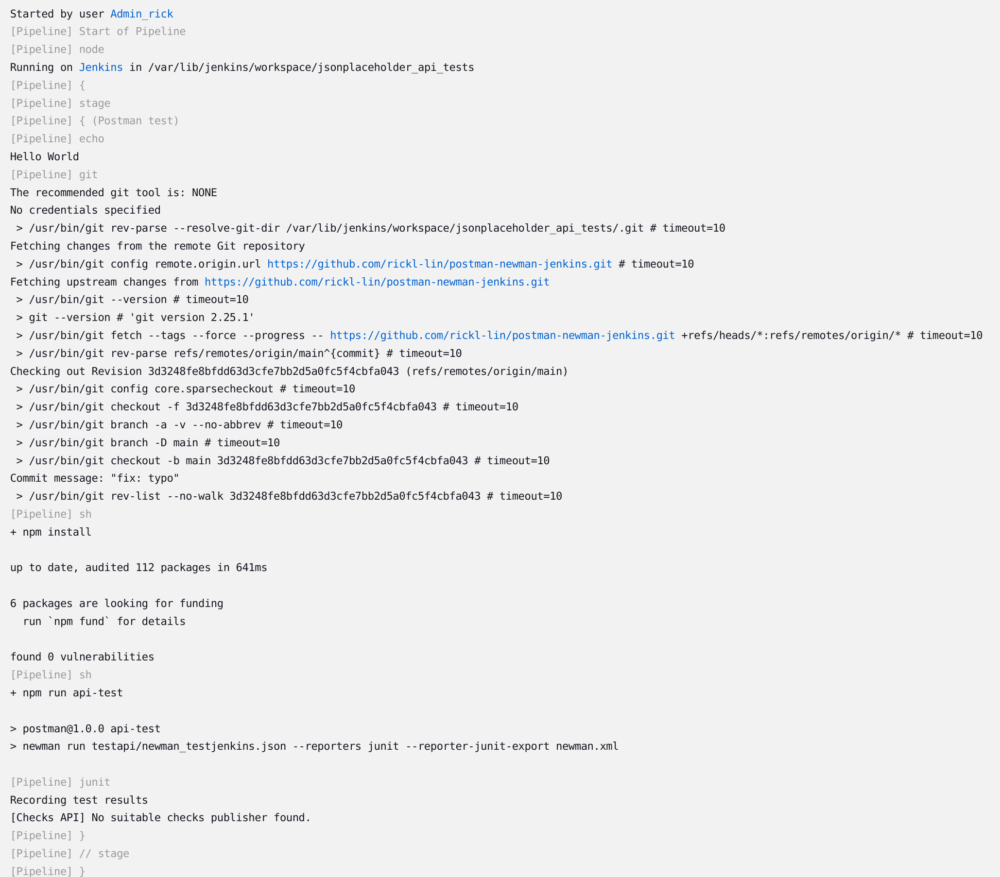 Started by user Admin_rick
[Pipeline] Start of Pipeline
[Pipeline] node
Running on Jenkins in /var/lib/jenkins/workspace/jsonplaceholder_api_tests
[Pipeline] {
[Pipeline] stage
[Pipeline] { (Postman test)
[Pipeline] echo
Hello World
[Pipeline] git
The recommended git tool is: NONE
No credentials specified
 > /usr/bin/git rev-parse --resolve-git-dir /var/lib/jenkins/workspace/jsonplaceholder_api_tests/.git # timeout=10
Fetching changes from the remote Git repository
 > /usr/bin/git config remote.origin.url https://github.com/rickl-lin/postman-newman-jenkins.git # timeout=10
Fetching upstream changes from https://github.com/rickl-lin/postman-newman-jenkins.git
 > /usr/bin/git --version # timeout=10
 > git --version # 'git version 2.25.1'
 > /usr/bin/git fetch --tags --force --progress -- https://github.com/rickl-lin/postman-newman-jenkins.git +refs/heads/*:refs/remotes/origin/* # timeout=10
 > /usr/bin/git rev-parse refs/remotes/origin/main^{commit} # timeout=10
Checking out Revision 3d3248fe8bfdd63d3cfe7bb2d5a0fc5f4cbfa043 (refs/remotes/origin/main)
 > /usr/bin/git config core.sparsecheckout # timeout=10
 > /usr/bin/git checkout -f 3d3248fe8bfdd63d3cfe7bb2d5a0fc5f4cbfa043 # timeout=10
 > /usr/bin/git branch -a -v --no-abbrev # timeout=10
 > /usr/bin/git branch -D main # timeout=10
 > /usr/bin/git checkout -b main 3d3248fe8bfdd63d3cfe7bb2d5a0fc5f4cbfa043 # timeout=10
Commit message: "fix: typo"
 > /usr/bin/git rev-list --no-walk 3d3248fe8bfdd63d3cfe7bb2d5a0fc5f4cbfa043 # timeout=10
[Pipeline] sh
+ npm install

up to date, audited 112 packages in 641ms

6 packages are looking for funding
  run `npm fund` for details

found 0 vulnerabilities
[Pipeline] sh
+ npm run api-test

> postman@1.0.0 api-test
> newman run testapi/newman_testjenkins.json --reporters junit --reporter-junit-export newman.xml

[Pipeline] junit
Recording test results
[Checks API] No suitable checks publisher found.
[Pipeline] }
[Pipeline] // stage
[Pipeline] }